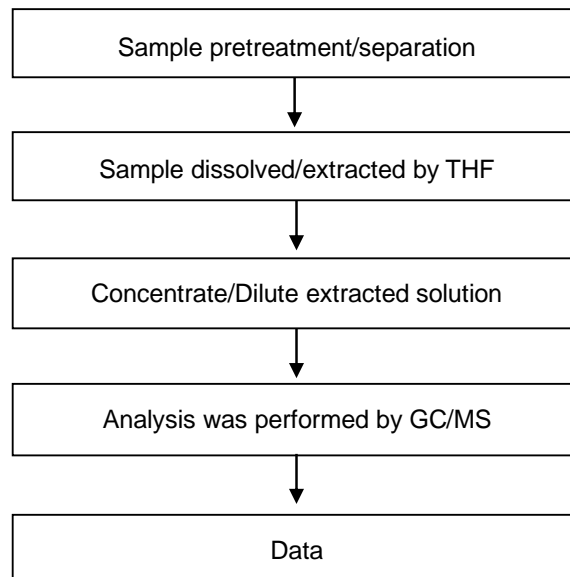 Sample pretreatment/separation
Sample dissolved/extracted by THF
Concentrate/Dilute extracted solution
Analysis was performed by GC/MS
Data